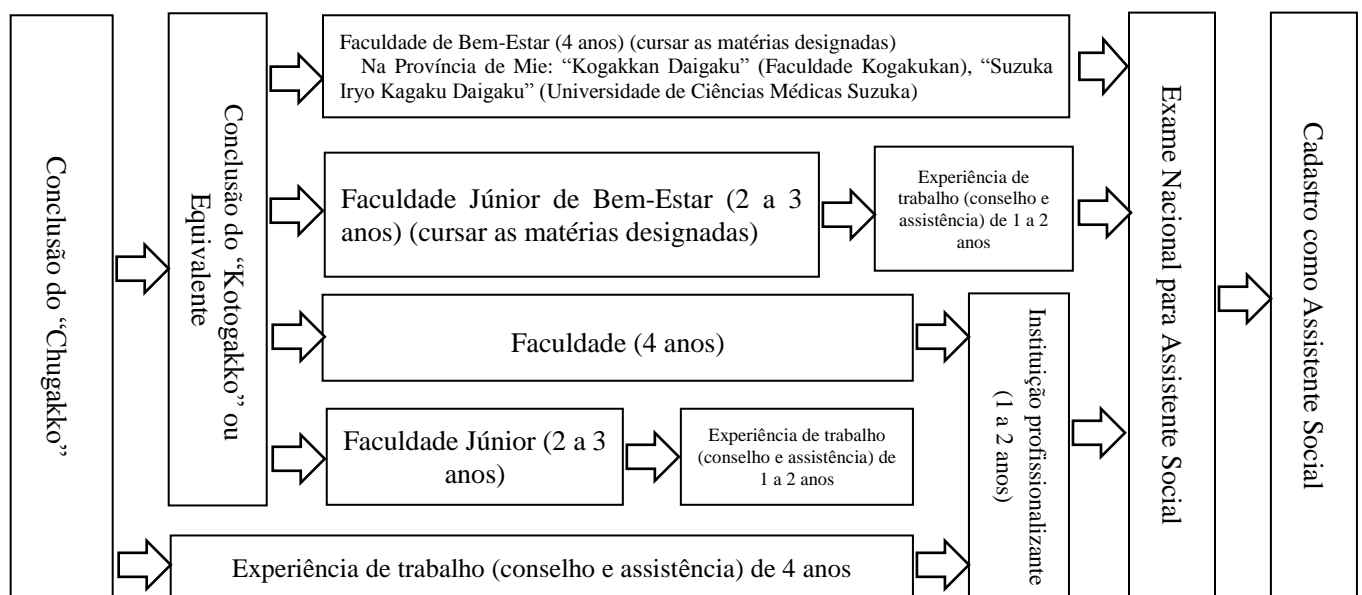 Conclusão do “Chugakko”
Conclusão do “Kotogakko” ou
Equivalente
Faculdade de Bem-Estar (4 anos) (cursar as matérias designadas)
Na Província de Mie: “Kogakkan Daigaku” (Faculdade Kogakukan), “Suzuka
Iryo Kagaku Daigaku” (Universidade de Ciências Médicas Suzuka)
Faculdade Júnior de Bem-Estar (2 a 3
anos) (cursar as matérias designadas)
Experiência de
trabalho (conselho e
assistência) de 1 a 2
anos
Faculdade (4 anos)
Faculdade Júnior (2 a 3
anos)
Experiência de trabalho
(conselho e assistência) de
1 a 2 anos
Experiência de trabalho (conselho e assistência) de 4 anos
Instituição profissionalizante
(1 a 2 anos)
Exame Nacional para Assistente Social
Cadastro como Assistente Social